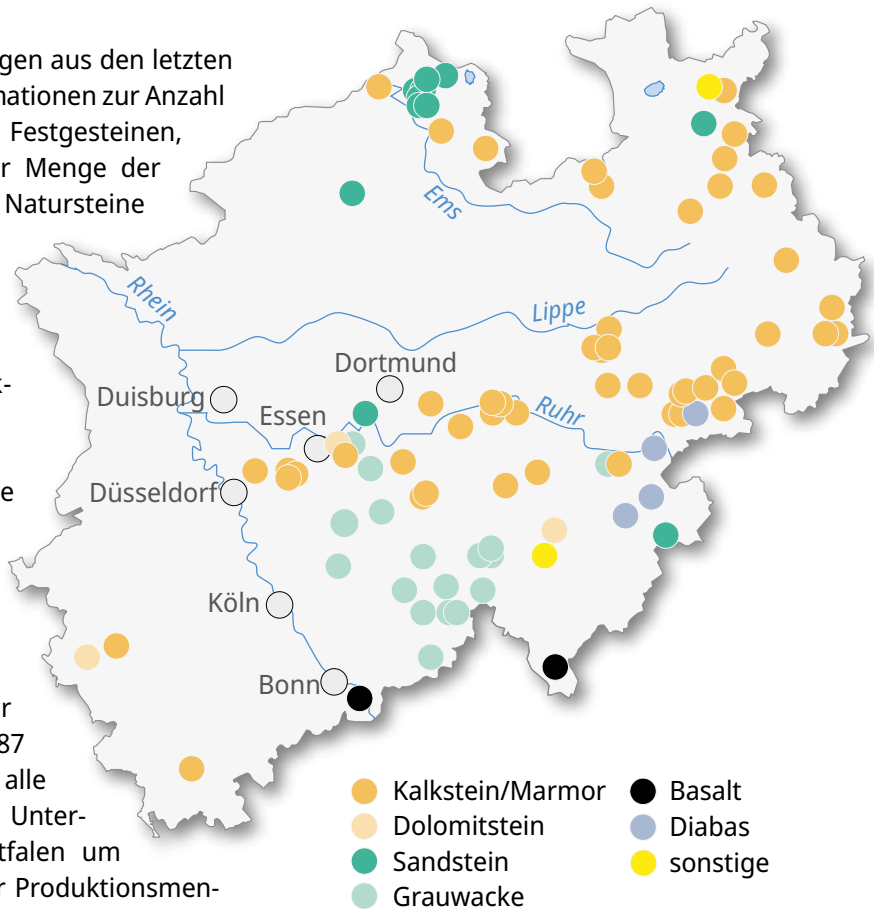 gen aus den letzten
nationen zur Anzahl
Festgesteinen,
r Menge der
Natursteine
Ems
Rhein
Lippe
k-
Dortmund
Duisburg
Essen
Ruhr
e
Düsseldorf
Köln
Bonn
r
87
alle
Unter-
tfalen um
r Produktionsmen-
Kalkstein/Marmor
Dolomitstein
Sandstein
Grauwacke
Basalt
Diabas
sonstige